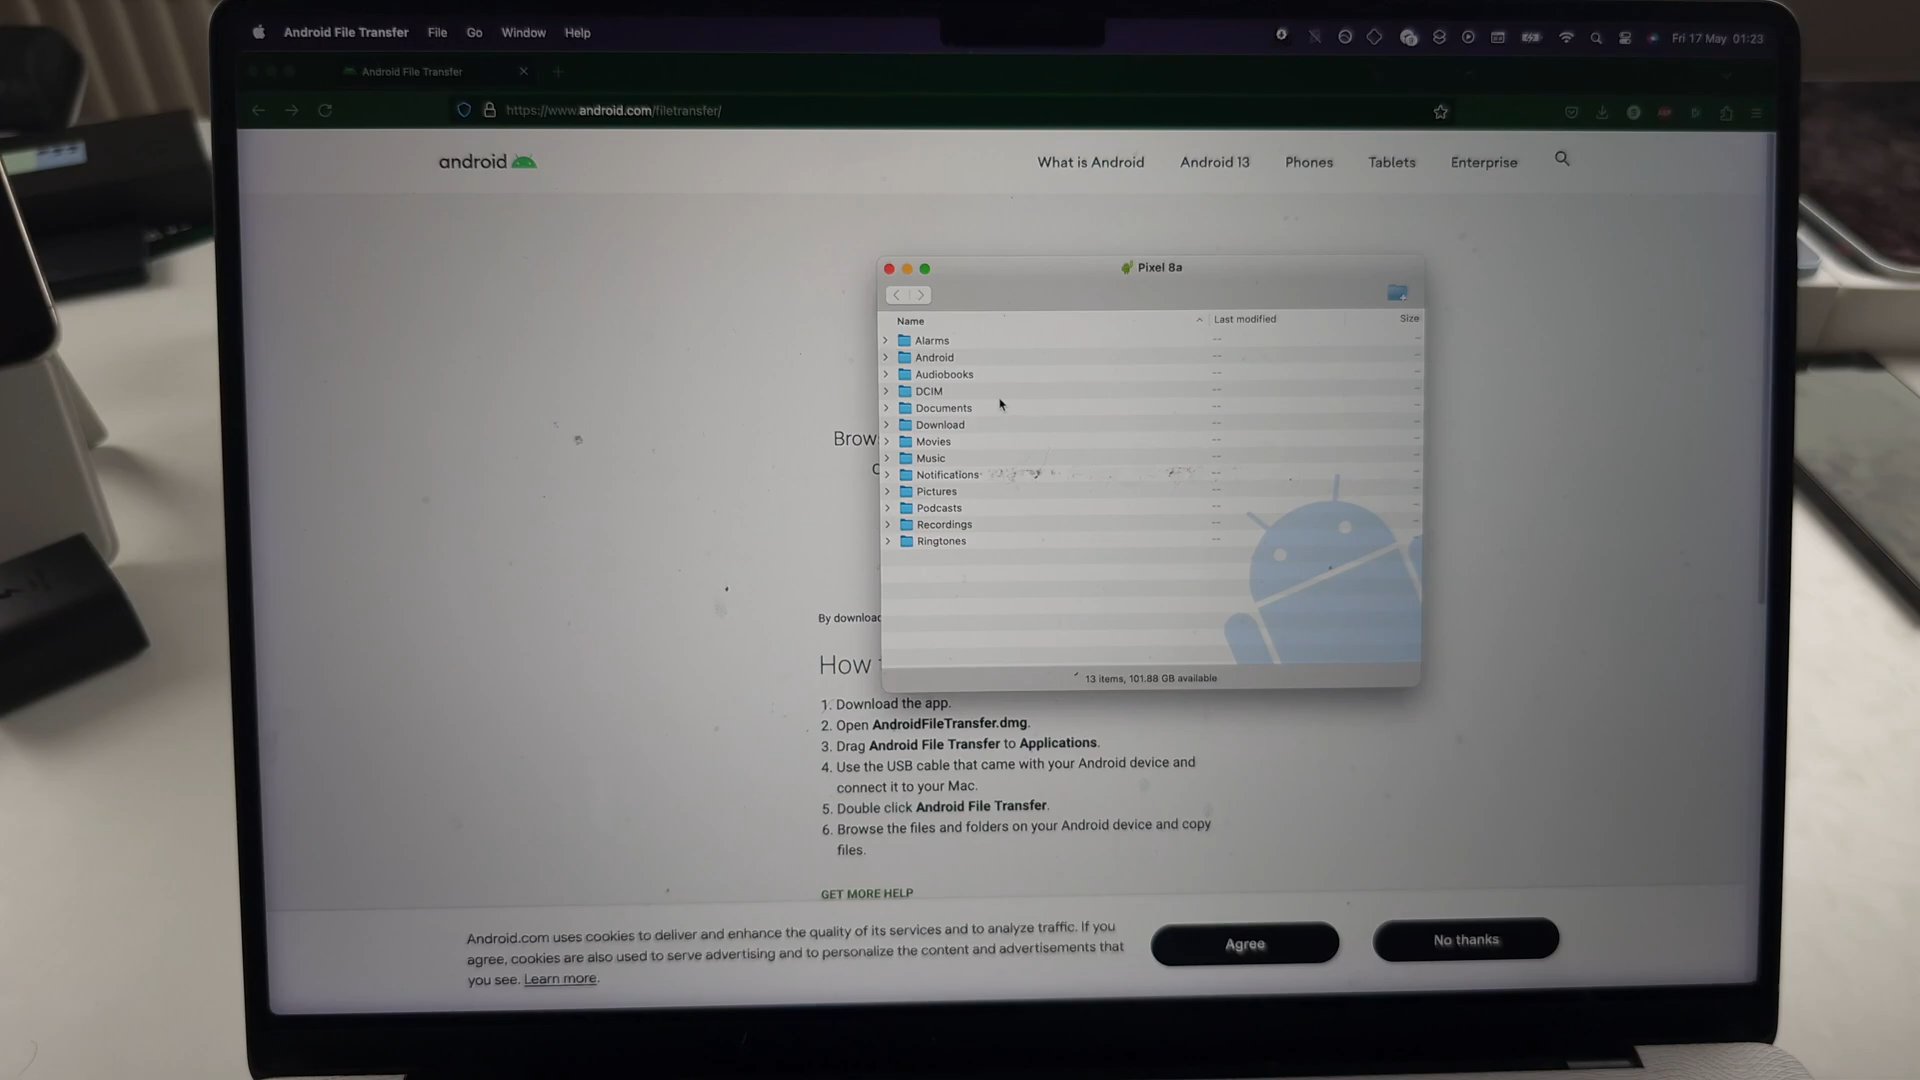 Android File Transfer File Go Window Help Fri 17 May 01:23
Android File Transfer
https://www.android.com/filetransfer/
android What is Android Android 13 Phones Tablets Enterprise
Pixel 8a
Name Last modified Size
Alarms --
Android --
Audiobooks --
DCIM --
Documents --
Download --
Movies --
Music --
Notifications --
Pictures --
Podcasts --
Recordings --
Ringtones --
13 items, 101.88 GB available
Brow
By downloa
How
1. Download the app.
2. Open AndroidFileTransfer.dmg.
3. Drag Android File Transfer to Applications.
4. Use the USB cable that came with your Android device and
connect it to your Mac.
5. Double click Android File Transfer.
6. Browse the files and folders on your Android device and copy
files.
GET MORE HELP
Android.com uses cookies to deliver and enhance the quality of its services and to analyze traffic. If you
agree, cookies are also used to serve advertising and to personalize the content and advertisements that
you see. Learn more.
Agree
No thanks